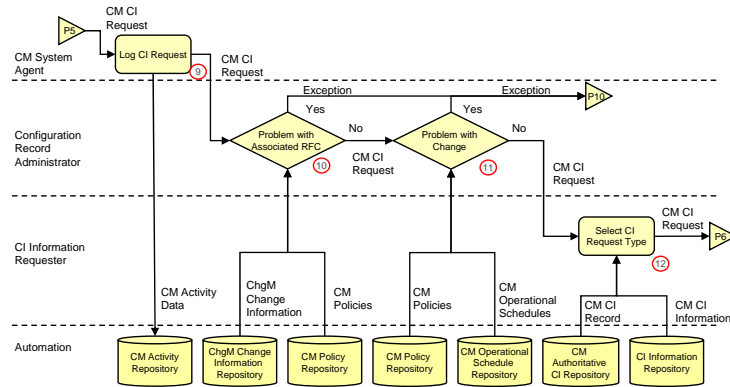 CM CI
Request
P5
Log CI Request
9
CM System
Agent
CM CI
Request
Exception
Exception
P10
Yes
Yes
Configuration
Record
Administrator
Problem with
Associated RFC
10
No
CM CI
Request
Problem with
Change
11
No
CM CI
Request
CI Information
Requester
Select CI
Request Type
12
CM CI
Request
P6
CM Activity
Data
ChgM
Change
Information
CM
Policies
CM
Policies
CM
Operational
Schedules
CM CI
Record
CM CI
Information
Automation
CM Activity
Repository
ChgM Change
Information
Repository
CM Policy
Repository
CM Policy
Repository
CM Operational
Schedule
Repository
CM
Authoritative
CI Repository
CI Information
Repository